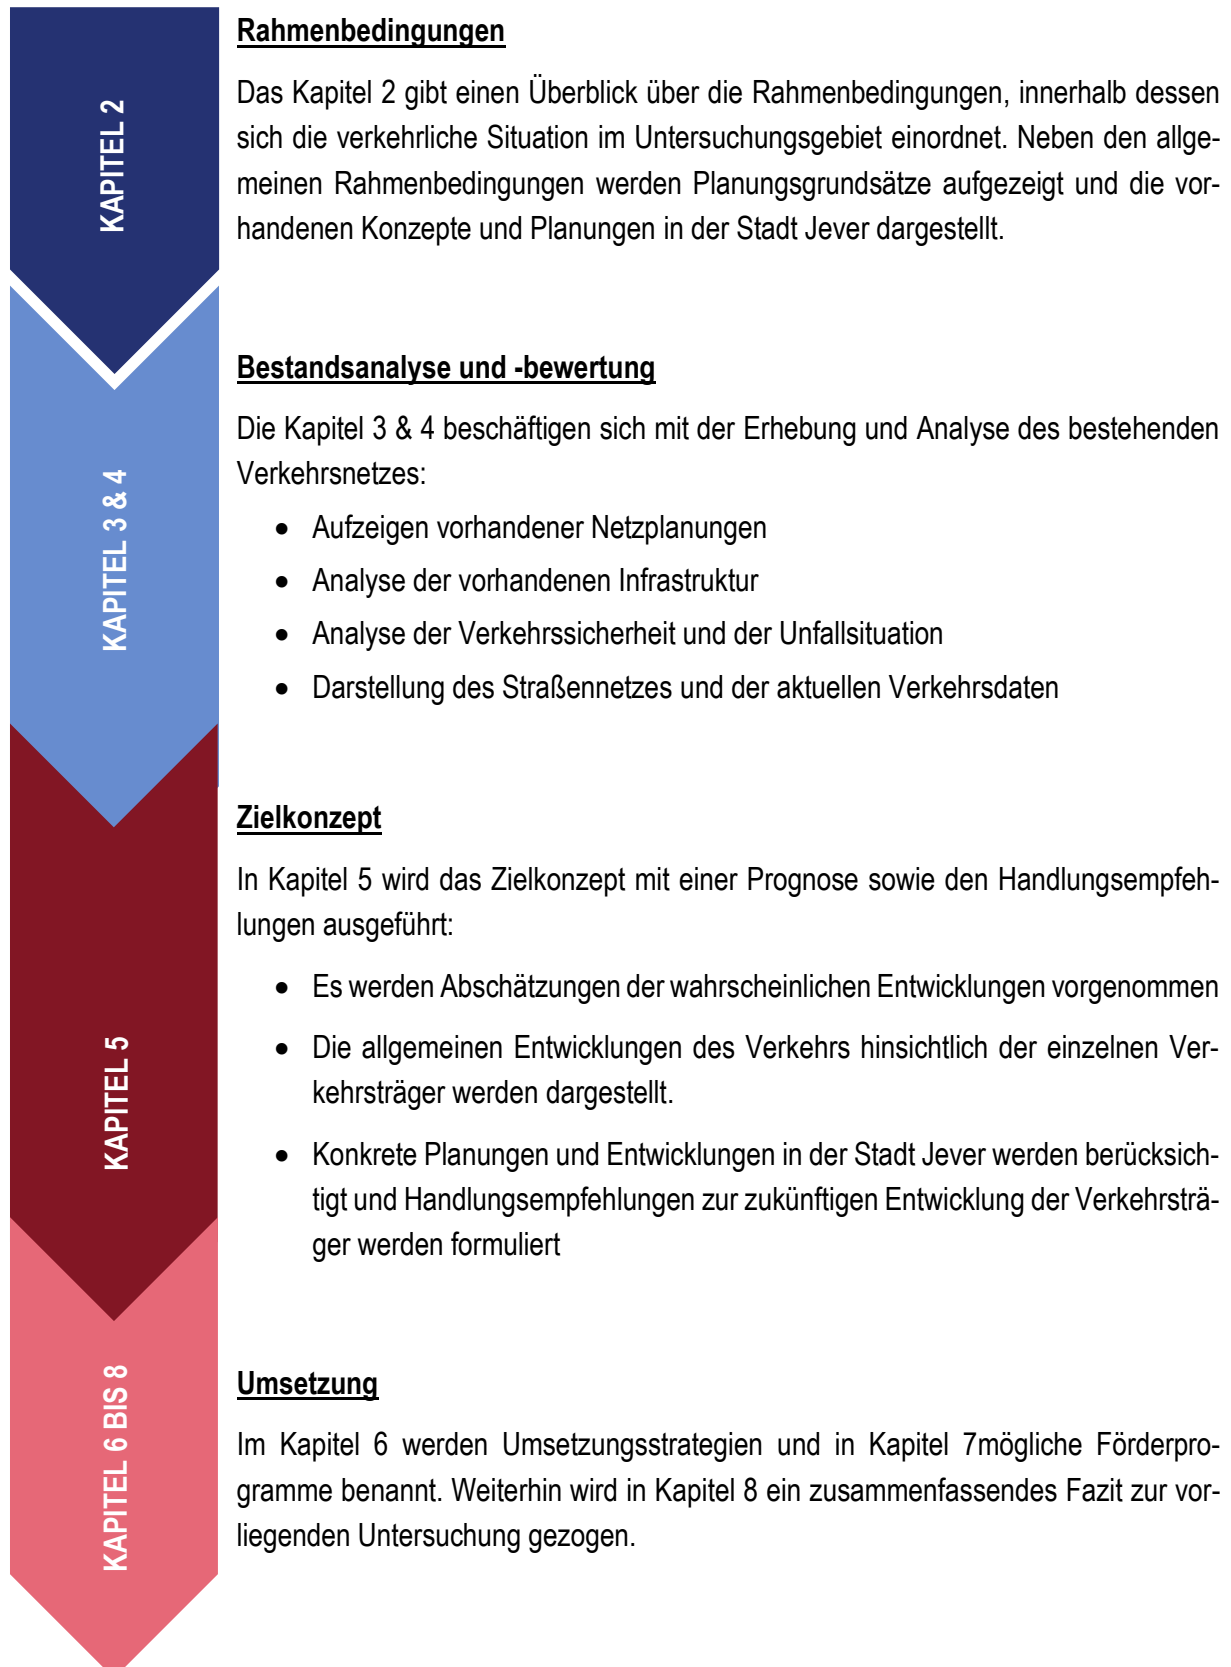 KAPITEL 2
Rahmenbedingungen
Das Kapitel 2 gibt einen Überblick über die Rahmenbedingungen, innerhalb dessen
sich die verkehrliche Situation im Untersuchungsgebiet einordnet. Neben den allge-
meinen Rahmenbedingungen werden Planungsgrundsätze aufgezeigt und die vor-
handenen Konzepte und Planungen in der Stadt Jever dargestellt.
KAPITEL 3 & 4
Bestandsanalyse und -bewertung
Die Kapitel 3 & 4 beschäftigen sich mit der Erhebung und Analyse des bestehenden
Verkehrsnetzes:
• Aufzeigen vorhandener Netzplanungen
• Analyse der vorhandenen Infrastruktur
• Analyse der Verkehrssicherheit und der Unfallsituation
• Darstellung des Straßennetzes und der aktuellen Verkehrsdaten
KAPITEL 5
Zielkonzept
In Kapitel 5 wird das Zielkonzept mit einer Prognose sowie den Handlungsempfeh-
lungen ausgeführt:
• Es werden Abschätzungen der wahrscheinlichen Entwicklungen vorgenommen
• Die allgemeinen Entwicklungen des Verkehrs hinsichtlich der einzelnen Ver-
kehrsträger werden dargestellt.
• Konkrete Planungen und Entwicklungen in der Stadt Jever werden berücksich-
tigt und Handlungsempfehlungen zur zukünftigen Entwicklung der Verkehrsträ-
ger werden formuliert
KAPITEL 6 BIS 8
Umsetzung
Im Kapitel 6 werden Umsetzungsstrategien und in Kapitel 7mögliche Förderpro-
gramme benannt. Weiterhin wird in Kapitel 8 ein zusammenfassendes Fazit zur vor-
liegenden Untersuchung gezogen.